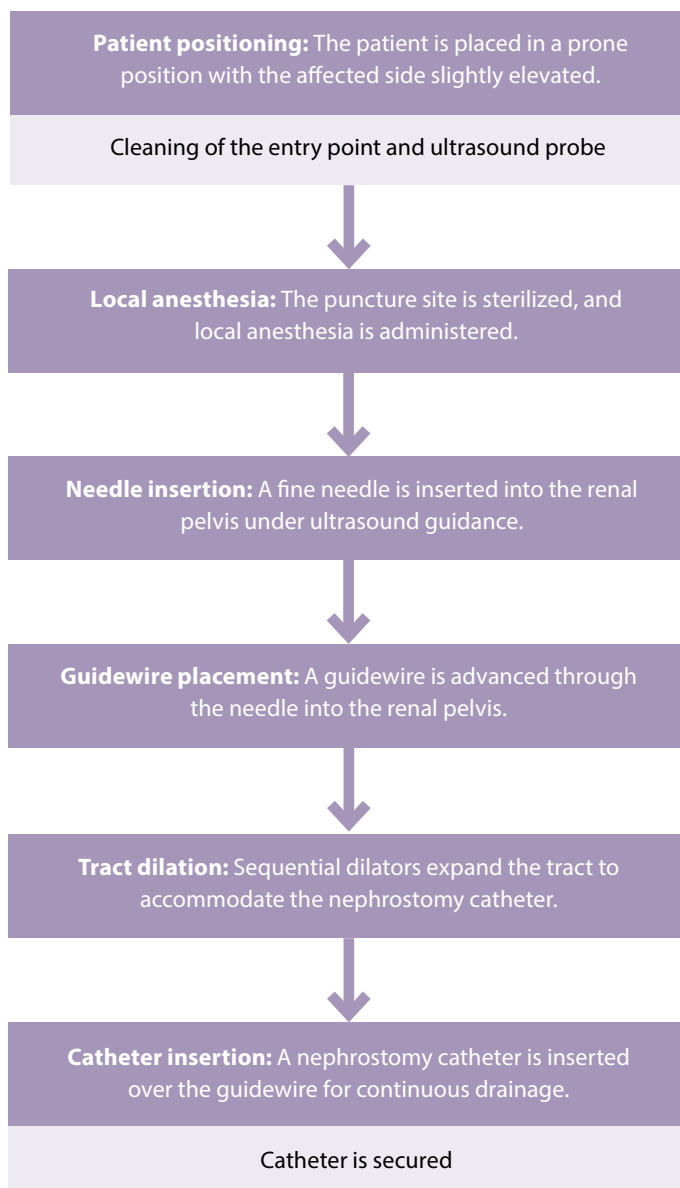 Patient positioning: The patient is placed in a prone
position with the affected side slightly elevated.
Cleaning of the entry point and ultrasound probe
Local anesthesia: The puncture site is sterilized, and
local anesthesia is administered.
Needle insertion: A fine needle is inserted into the renal
pelvis under ultrasound guidance.
Guidewire placement: A guidewire is advanced through
the needle into the renal pelvis.
Tract dilation: Sequential dilators expand the tract to
accommodate the nephrostomy catheter.
Catheter insertion: A nephrostomy catheter is inserted
over the guidewire for continuous drainage.
Catheter is secured